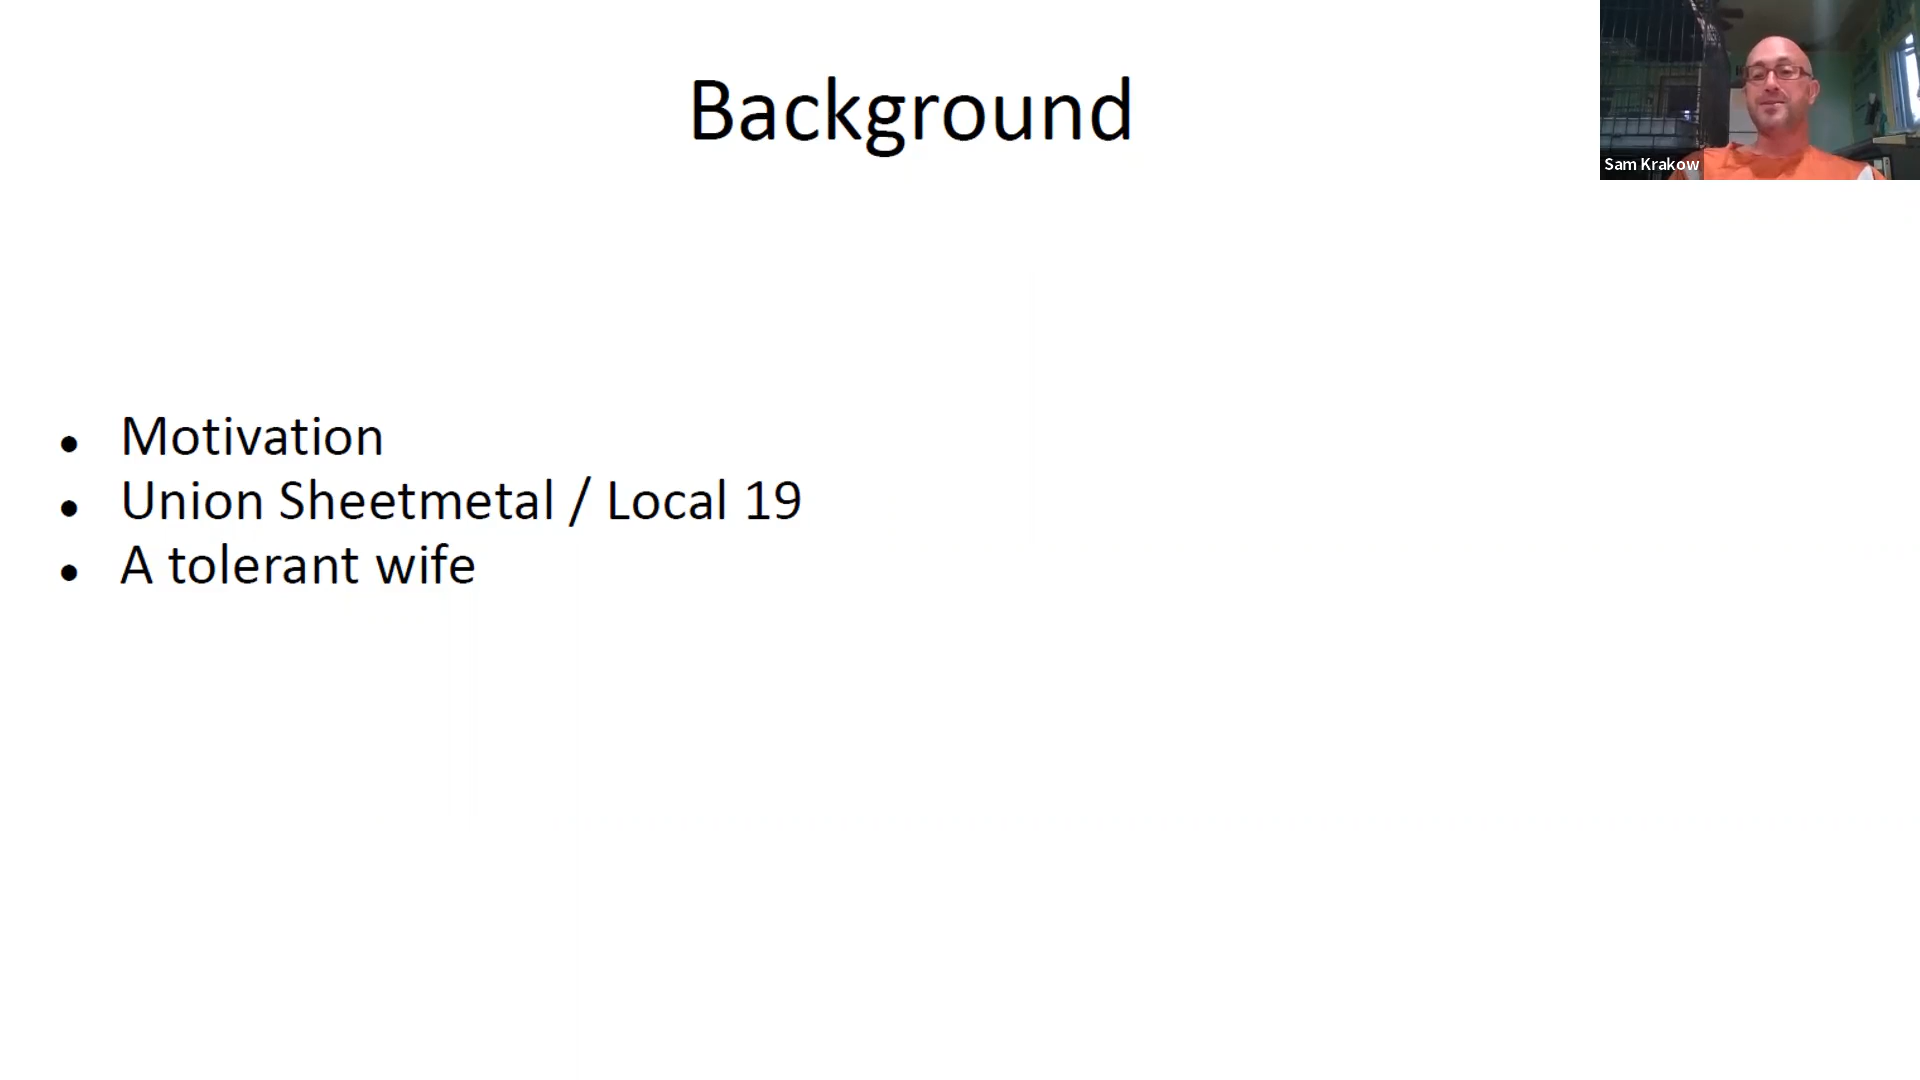 Background
Sam Krakow
• Motivation
• Union Sheetmetal / Local 19
• A tolerant wife